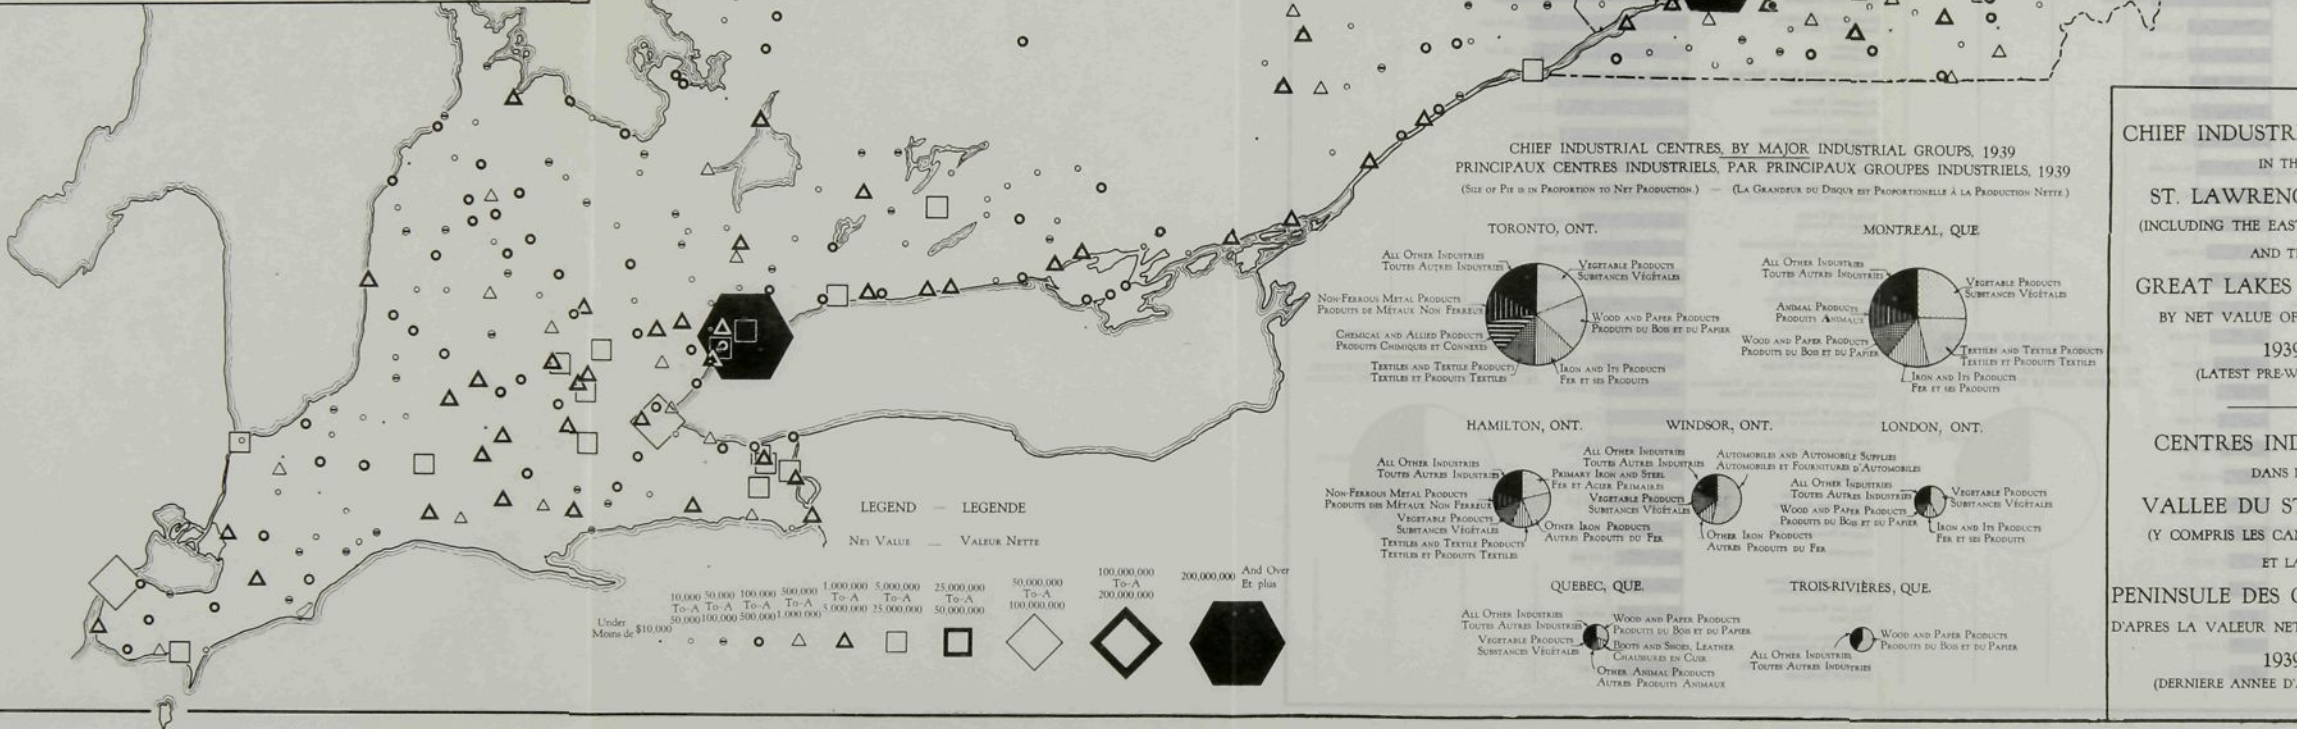 CHIEF INDUSTRIAL CENTRES, BY MAJOR INDUSTRIAL GROUPS, 1939
PRINCIPAUX CENTRES INDUSTRIELS, PAR PRINCIPAUX GROUPES INDUSTRIELS, 1939
(SIZE OF PIE IS IN PROPORTION TO NET PRODUCTION.) — (LA GRANDEUR DU DISQUE EST PROPORTIONELLE À LA PRODUCTION NETTE)
TORONTO, ONT.
ALL OTHER INDUSTRIES
TOUTES AUTRES INDUSTRIES
VEGETABLE PRODUCTS
SUBSTANCES VÉGÉTALES
NON-FERROUS METAL PRODUCTS
PRODUITS DE METAUX NON FERREUX
WOOD AND PAPER PRODUCTS
PRODUITS DU BOIS ET DU PAPIER
CHEMICAL AND ALLIED PRODUCTS
PRODUITS CHIMIQUES ET CONNEXES
TEXTILES AND TEXTILE PRODUCTS
TEXTILES ET PRODUITS TEXTILES
IRON AND ITS PRODUCTS
FER ET SES PRODUITS
MONTREAL, QUE.
ALL OTHER INDUSTRIES
TOUTES AUTRES INDUSTRIES
VEGETABLE PRODUCTS
SUBSTANCES VÉGÉTALES
ANIMAL PRODUCTS
PRODUITS ANIMAUX
WOOD AND PAPER PRODUCTS
PRODUITS DU BOIS ET DU PAPIER
TEXTILES AND TEXTILE PRODUCTS
TEXTILES ET PRODUITS TEXTILES
IRON AND ITS PRODUCTS
FER ET SES PRODUITS
HAMILTON, ONT.
ALL OTHER INDUSTRIES
TOUTES AUTRES INDUSTRIES
PRIMARY IRON AND STEEL
FER ET ACIER PRIMAIRES
NON-FERROUS METAL PRODUCTS
PRODUITS DES METAUX NON FERREUX
VEGETABLE PRODUCTS
SUBSTANCES VÉGÉTALES
OTHER IRON PRODUCTS
AUTRES PRODUITS DU FER
TEXTILES AND TEXTILE PRODUCTS
TEXTILES ET PRODUITS TEXTILES
WINDSOR, ONT.
ALL OTHER INDUSTRIES
TOUTES AUTRES INDUSTRIES
AUTOMOBILES AND AUTOMOBILE SUPPLIES
AUTOMOBILES ET FOURNITURES D'AUTOMOBILES
VEGETABLE PRODUCTS
SUBSTANCES VÉGÉTALES
OTHER IRON PRODUCTS
AUTRES PRODUITS DU FER
LONDON, ONT.
ALL OTHER INDUSTRIES
TOUTES AUTRES INDUSTRIES
VEGETABLE PRODUCTS
SUBSTANCES VÉGÉTALES
WOOD AND PAPER PRODUCTS
PRODUITS DU BOIS ET DU PAPIER
IRON AND ITS PRODUCTS
FER ET SES PRODUITS
QUEBEC, QUE.
ALL OTHER INDUSTRIES
TOUTES AUTRES INDUSTRIES
WOOD AND PAPER PRODUCTS
PRODUITS DU BOIS ET DU PAPIER
VEGETABLE PRODUCTS
SUBSTANCES VÉGÉTALES
BOOTS AND SHOES, LEATHER
CHAUSSURES EN CUIR
OTHER ANIMAL PRODUCTS
AUTRES PRODUITS ANIMAUX
TROIS-RIVIÈRES, QUE.
WOOD AND PAPER PRODUCTS
PRODUITS DU BOIS ET DU PAPIER
ALL OTHER INDUSTRIES
TOUTES AUTRES INDUSTRIES
LEGEND — LEGENDE
NET VALUE — VALEUR NETTE
Under
Moins de $10,000
10,000 To-A 50,000
50,000 To-A 100,000
100,000 To-A 500,000
500,000 To-A 1,000,000
1,000,000 To-A 5,000,000
5,000,000 To-A 25,000,000
25,000,000 To-A 50,000,000
50,000,000 To-A 100,000,000
100,000,000 To-A 200,000,000
200,000,000 And Over Et plus
CHIEF INDUSTR
IN TH
ST. LAWRENC
(INCLUDING THE EAS
AND T
GREAT LAKES
BY NET VALUE OF
1939
(LATEST PRE-W
CENTRES IND
DANS L
VALLEE DU ST
(Y COMPRIS LES CAN
ET LA
PENINSULE DES G
D'APRES LA VALEUR NET
1939
(DERNIERE ANNEE D'